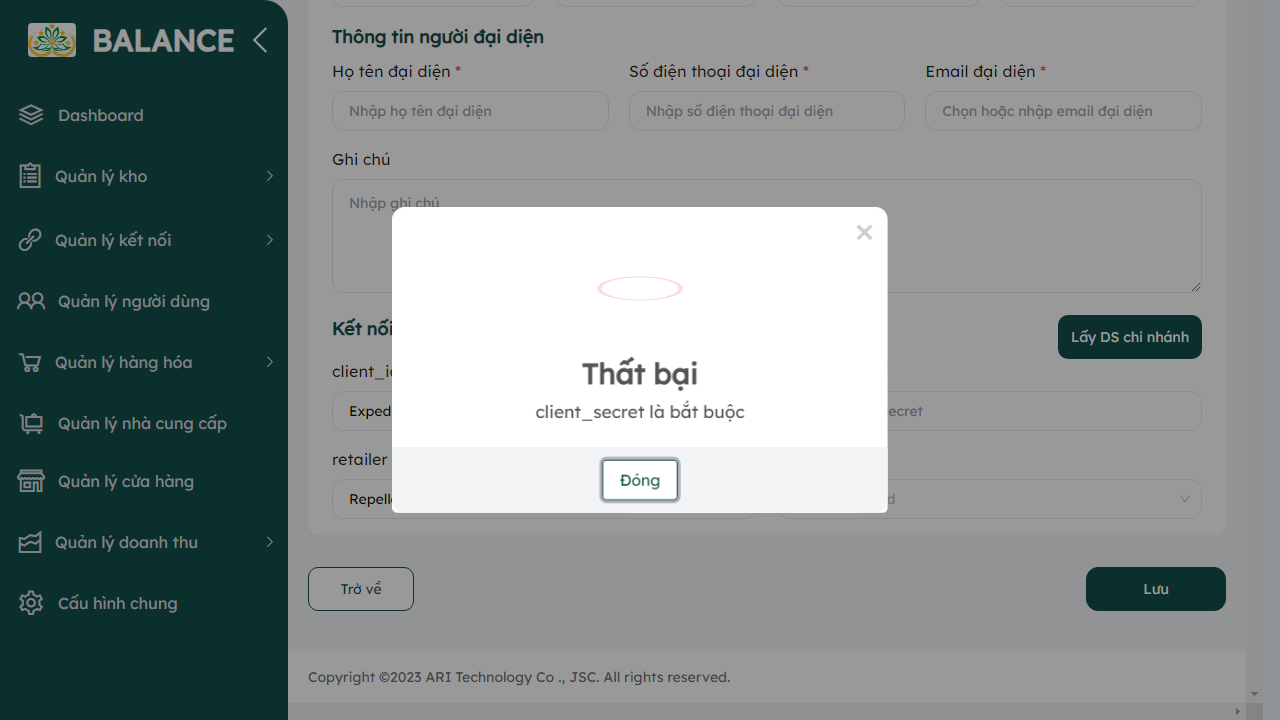 BALANCE
Dashboard
Quản lý kho
Quản lý kết nối
Quản lý người dùng
Quản lý hàng hóa
Quản lý nhà cung cấp
Quản lý cửa hàng
Quản lý doanh thu
Cấu hình chung
Thông tin người đại diện
Họ tên đại diện * Số điện thoại đại diện * Email đại diện *
Nhập họ tên đại diện Nhập số điện thoại đại diện Chọn hoặc nhập email đại diện
Ghi chú
Nhập ghi chú
Kết nối
Lấy DS chi nhánh
retailer
Thất bại
client_secret là bắt buộc
Đóng
Trở về
Lưu
Copyright ©2023 ARI Technology Co ., JSC. All rights reserved.